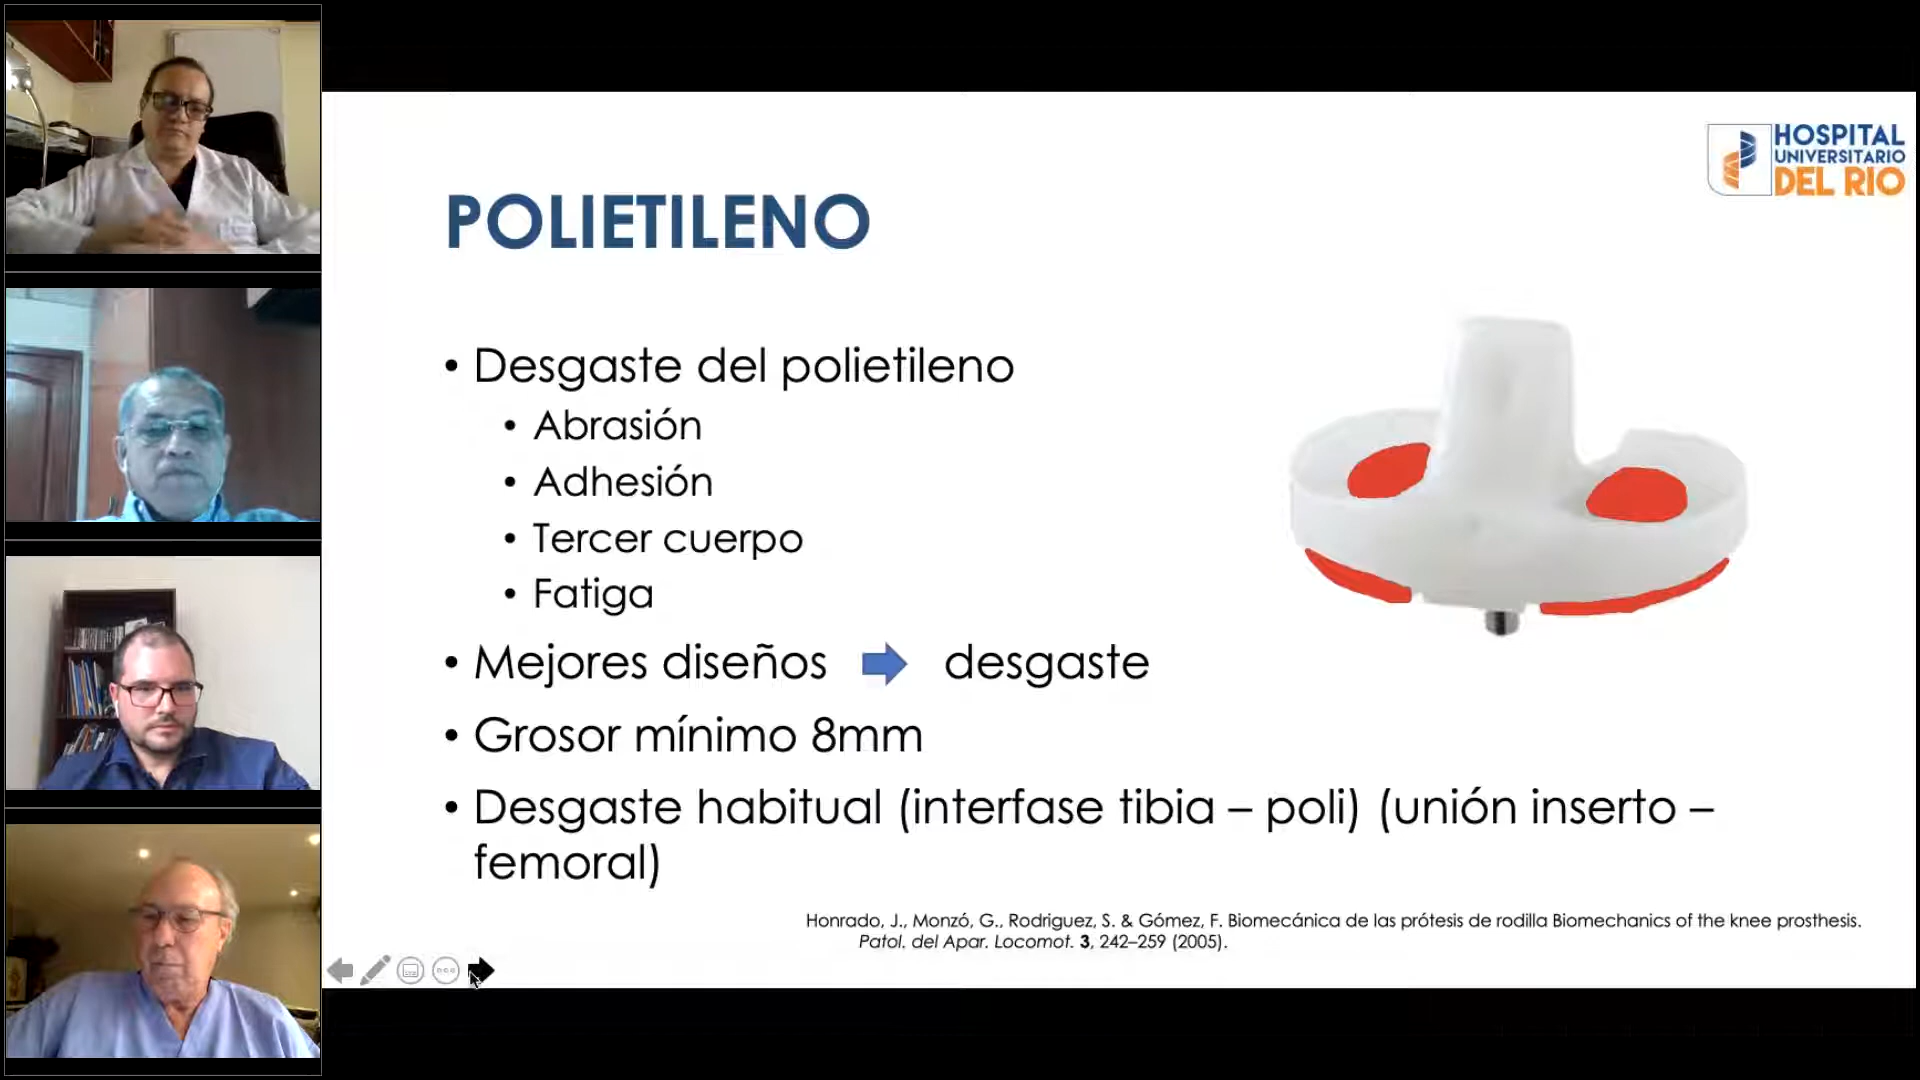 HOSPITAL
UNIVERSITARIO
DEL RIO
POLIETILENO
• Desgaste del polietileno
• Abrasión
• Adhesión
• Tercer cuerpo
• Fatiga
• Mejores diseños desgaste
• Grosor mínimo 8mm
• Desgaste habitual (interfase tibia – poli) (unión inserto –
femoral)
Honrado, J., Monzó, G., Rodriguez, S. & Gómez, F. Biomecánica de las prótesis de rodilla Biomechanics of the knee prosthesis.
Patol. del Apar. Locomot. 3, 242–259 (2005).